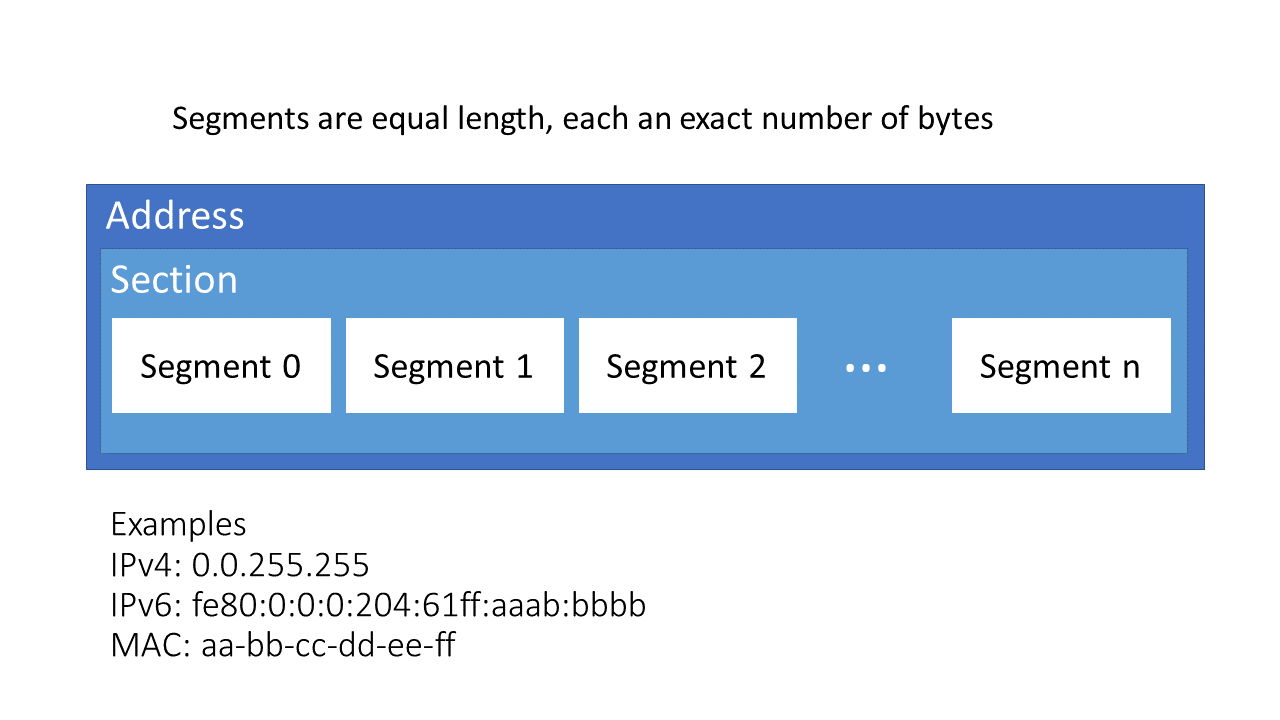 Segments are equal length, each an exact number of bytes
Address
Section
Segment 0 Segment 1 Segment 2 ... Segment n
Examples
IPv4: 0.0.255.255
IPv6: fe80:0:0:0:204:61ff:aaab:bbbb
MAC: aa-bb-cc-dd-ee-ff